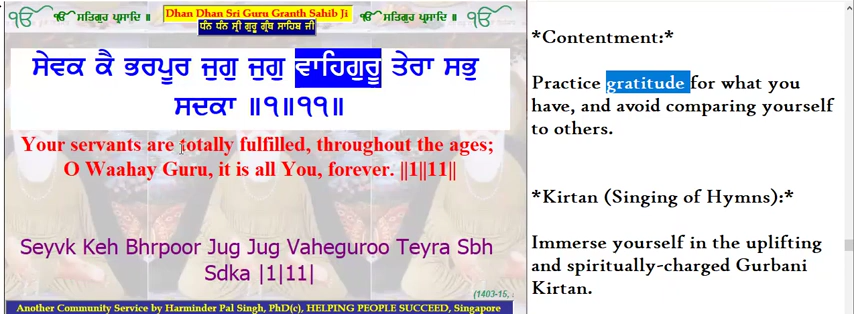 ੴ ੴ ਸਤਿਗੁਰ ਪ੍ਰਸਾਦਿ ॥
Dhan Dhan Sri Guru Granth Sahib Ji
ਧੰਨ ਧੰਨ ਸ੍ਰੀ ਗੁਰੂ ਗ੍ਰੰਥ ਸਾਹਿਬ ਜੀ
ੴ ਸਤਿਗੁਰ ਪ੍ਰਸਾਦਿ ॥ ੴ
ਸੇਵਕ ਕੈ ਭਰਪੂਰ ਜੁਗੁ ਜੁਗੁ ਵਾਹਿਗੁਰੂ ਤੇਰਾ ਸਭੁ
ਸਦਕਾ ॥੧॥੧੧॥
Your servants are totally fulfilled, throughout the ages;
O Waahay Guru, it is all You, forever. ||1||11||
Seyvk Keh Bhrpoor Jug Jug Vaheguroo Teyra Sbh
Sdka |1|11|
(1403-15,
Another Community Service by Harminder Pal Singh, PhD(c), HELPING PEOPLE SUCCEED, Singapore
*Contentment:*
Practice gratitude for what you
have, and avoid comparing yourself
to others.
*Kirtan (Singing of Hymns):*
Immerse yourself in the uplifting
and spiritually-charged Gurbani
Kirtan.